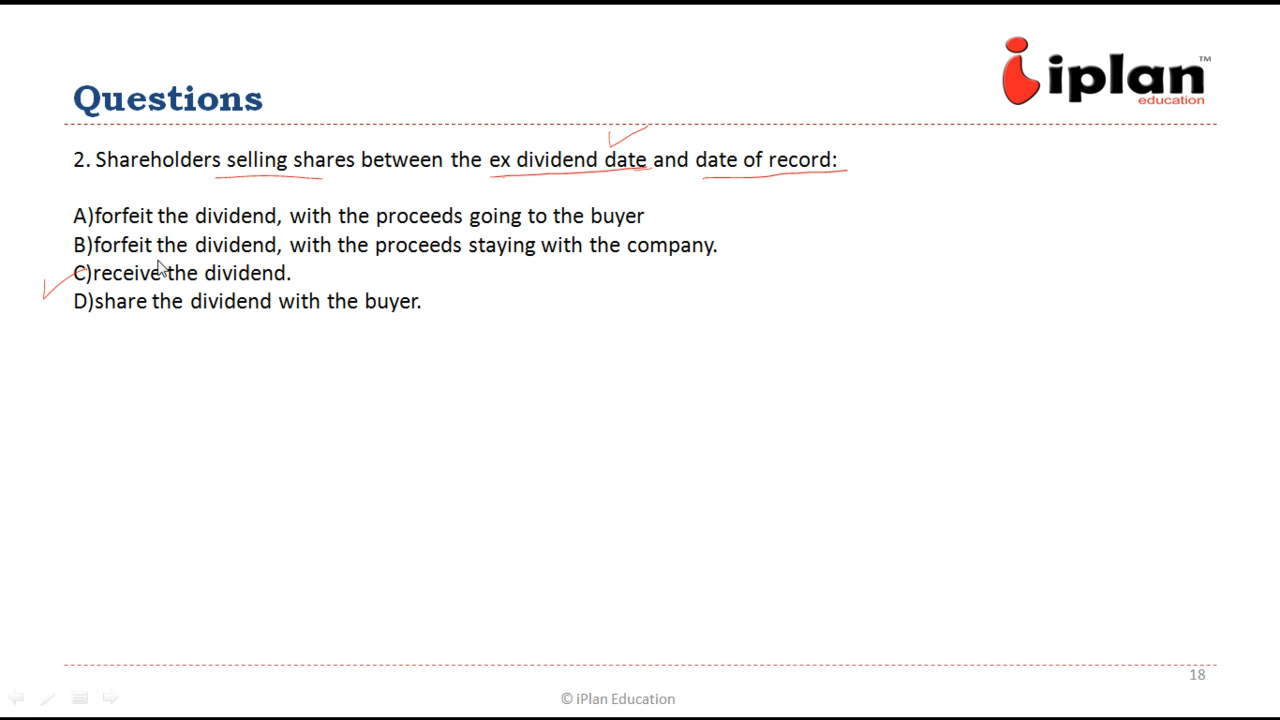 iplan
TM
education
Questions
2. Shareholders selling shares between the ex dividend date and date of record:
A)forfeit the dividend, with the proceeds going to the buyer
B)forfeit the dividend, with the proceeds staying with the company.
C)receive the dividend.
D)share the dividend with the buyer.
18
© iPlan Education